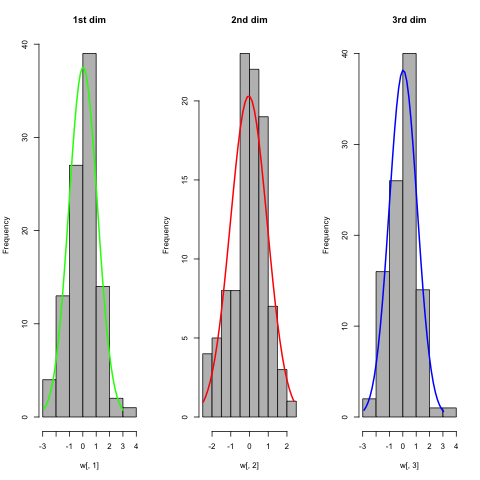 1st dim
Frequency
0 10 20 30 40
-3 -1 0 1 2 3 4
w[, 1]
2nd dim
Frequency
0 5 10 15 20
-2 -1 0 1 2
w[, 2]
3rd dim
Frequency
0 10 20 30 40
-3 -1 0 1 2 3 4
w[, 3]